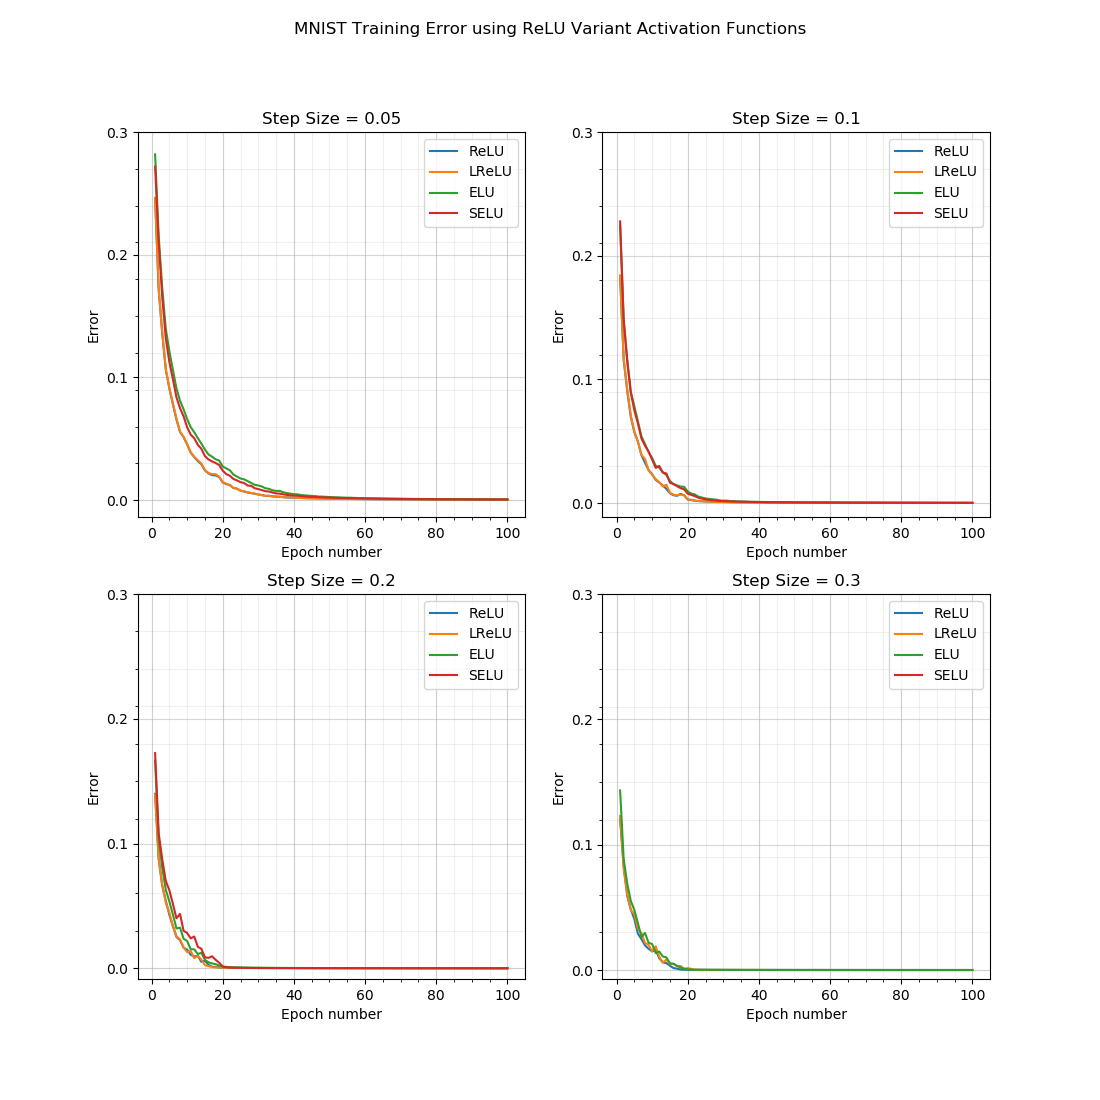 MNIST Training Error using ReLU Variant Activation Functions
Step Size = 0.05
0.3
0.2
0.1
0.0
Error
ReLU
LReLU
ELU
SELU
0 20 40 60 80 100
Epoch number
Step Size = 0.1
0.3
0.2
0.1
0.0
Error
ReLU
LReLU
ELU
SELU
0 20 40 60 80 100
Epoch number
Step Size = 0.2
0.3
0.2
0.1
0.0
Error
ReLU
LReLU
ELU
SELU
0 20 40 60 80 100
Epoch number
Step Size = 0.3
0.3
0.2
0.1
0.0
Error
ReLU
LReLU
ELU
SELU
0 20 40 60 80 100
Epoch number